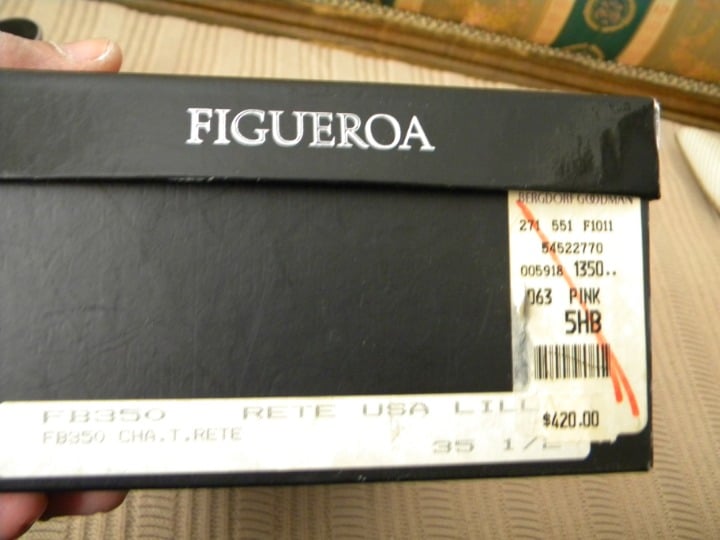 FIGUEROA
BERGDORF GOODMAN
271 551 F1011
54522770
005918 1350..
063 PINK
5HB
$420.00
FB350 RETE USA LILL
FB350 CHA.T.RETE
35 1/2